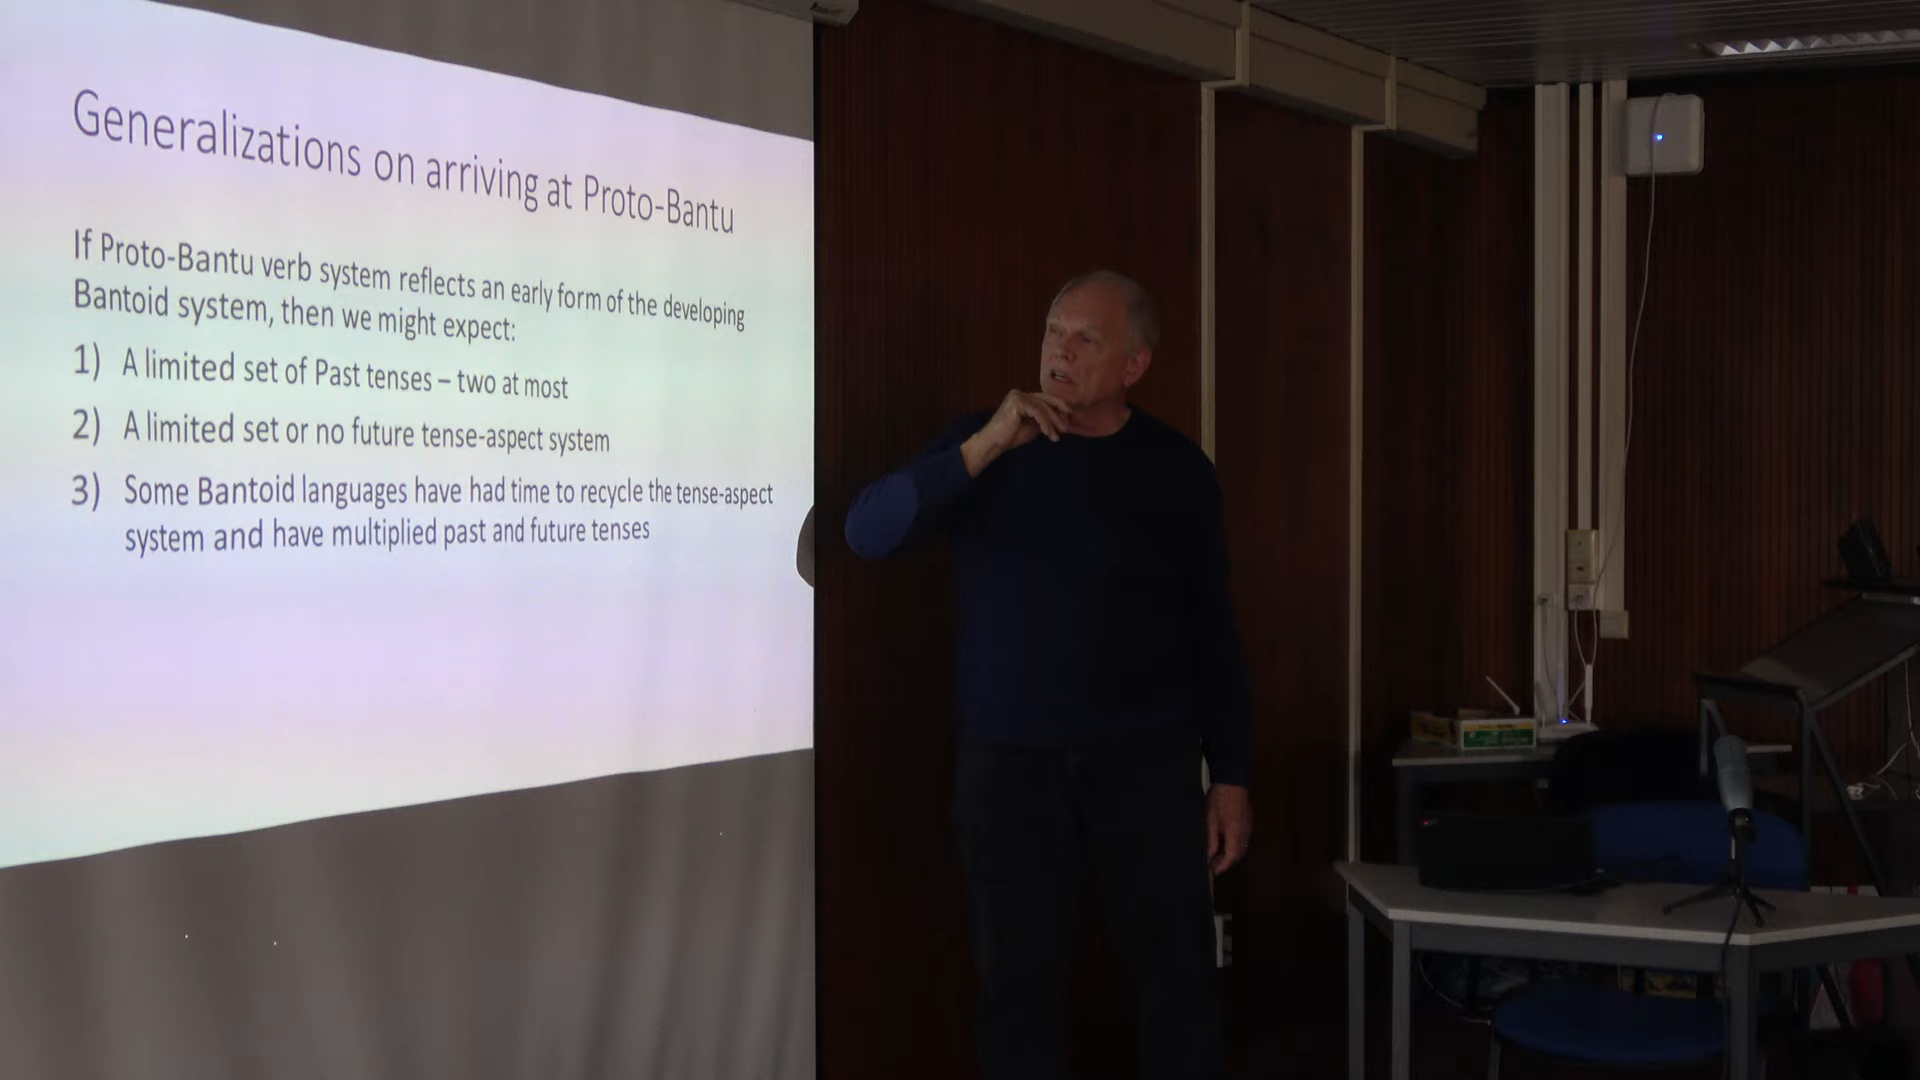 Generalizations on arriving at Proto-Bantu
If Proto-Bantu verb system reflects an early form of the developing
Bantoid system, then we might expect:
1) A limited set of Past tenses – two at most
2) A limited set or no future tense-aspect system
3) Some Bantoid languages have had time to recycle the tense-aspect
system and have multiplied past and future tenses